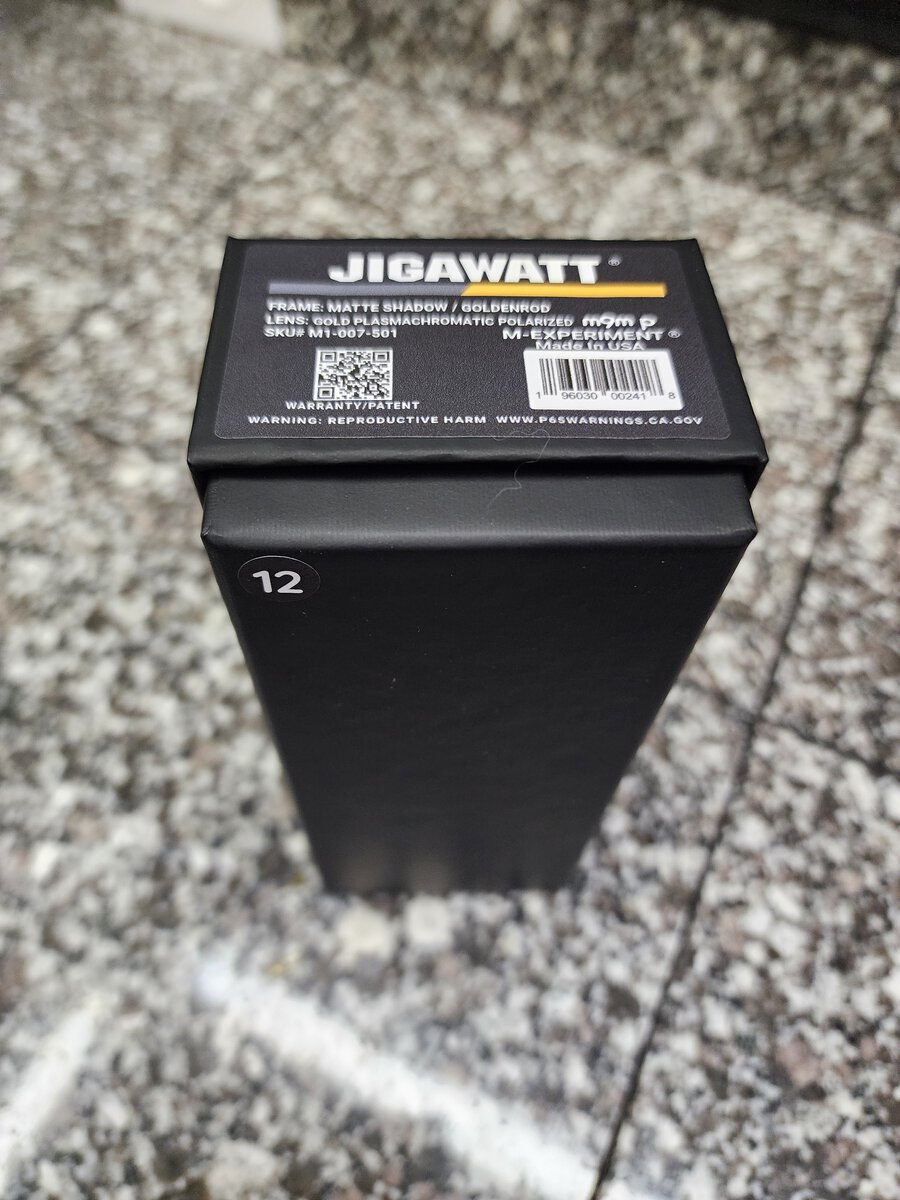 JIGAWATT®
FRAME: MATTE SHADOW / GOLDENROD
LENS: GOLD PLASMACHROMATIC POLARIZED m9m p
SKU# M1-007-501 M-EXPERIMENT®
Made in USA
1 96030 00241 8
WARRANTY/PATENT
WARNING: REPRODUCTIVE HARM WWW.P65WARNINGS.CA.GOV
12